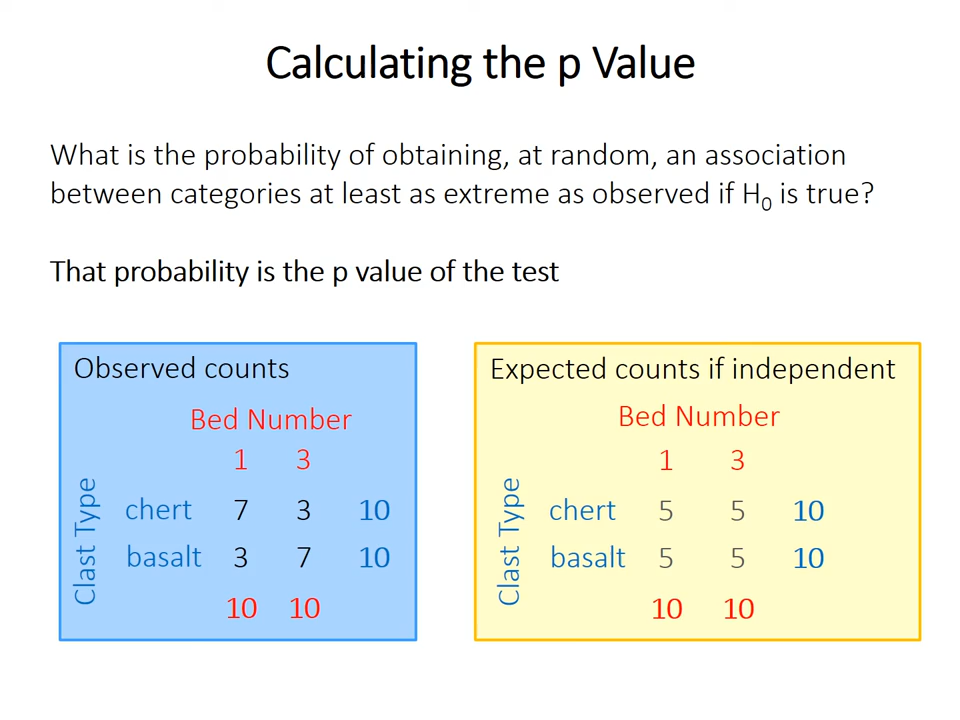 Calculating the p Value
What is the probability of obtaining, at random, an association
between categories at least as extreme as observed if H₀ is true?
That probability is the p value of the test
Observed counts
Bed Number
1 3
Clast Type
chert 7 3 10
basalt 3 7 10
10 10
Expected counts if independent
Bed Number
1 3
Clast Type
chert 5 5 10
basalt 5 5 10
10 10